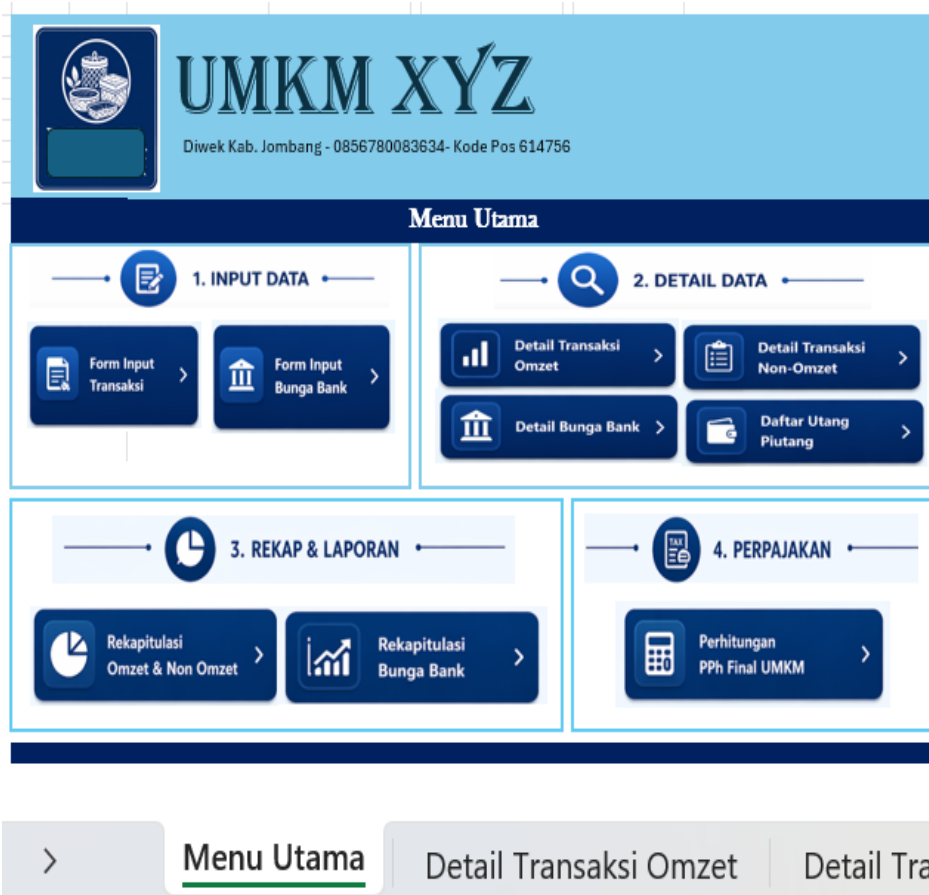 UMKM XYZ
Diwek Kab. Jombang - 0856780083634- Kode Pos 614756
Menu Utama
1. INPUT DATA
Form Input
Transaksi
Form Input
Bunga Bank
2. DETAIL DATA
Detail Transaksi
Omzet
Detail Transaksi
Non-Omzet
Detail Bunga Bank
Daftar Utang
Piutang
3. REKAP & LAPORAN
Rekapitulasi
Omzet & Non Omzet
Rekapitulasi
Bunga Bank
4. PERPAJAKAN
TAX
Perhitungan
PPh Final UMKM
Menu Utama
Detail Transaksi Omzet
Detail Tra